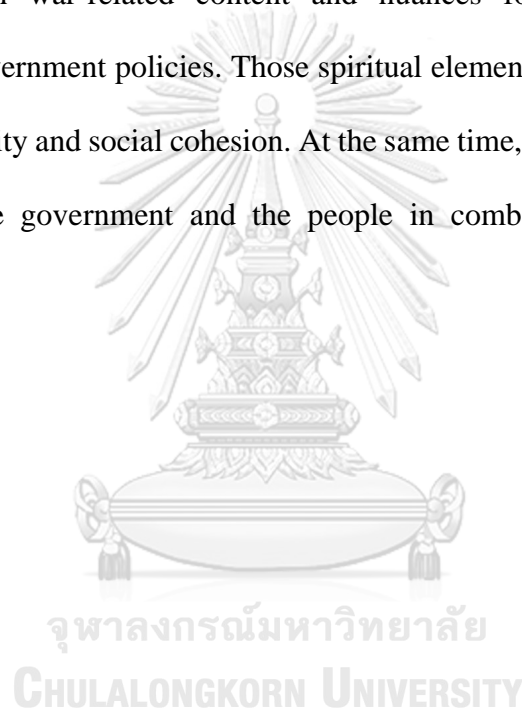 war-related content and nuances fo
vernment policies. Those spiritual elemen
ity and social cohesion. At the same time,
e government and the people in comb
จุฬาลงกรณ์มหาวิทยาลัย
CHULALONGKORN UNIVERSITY